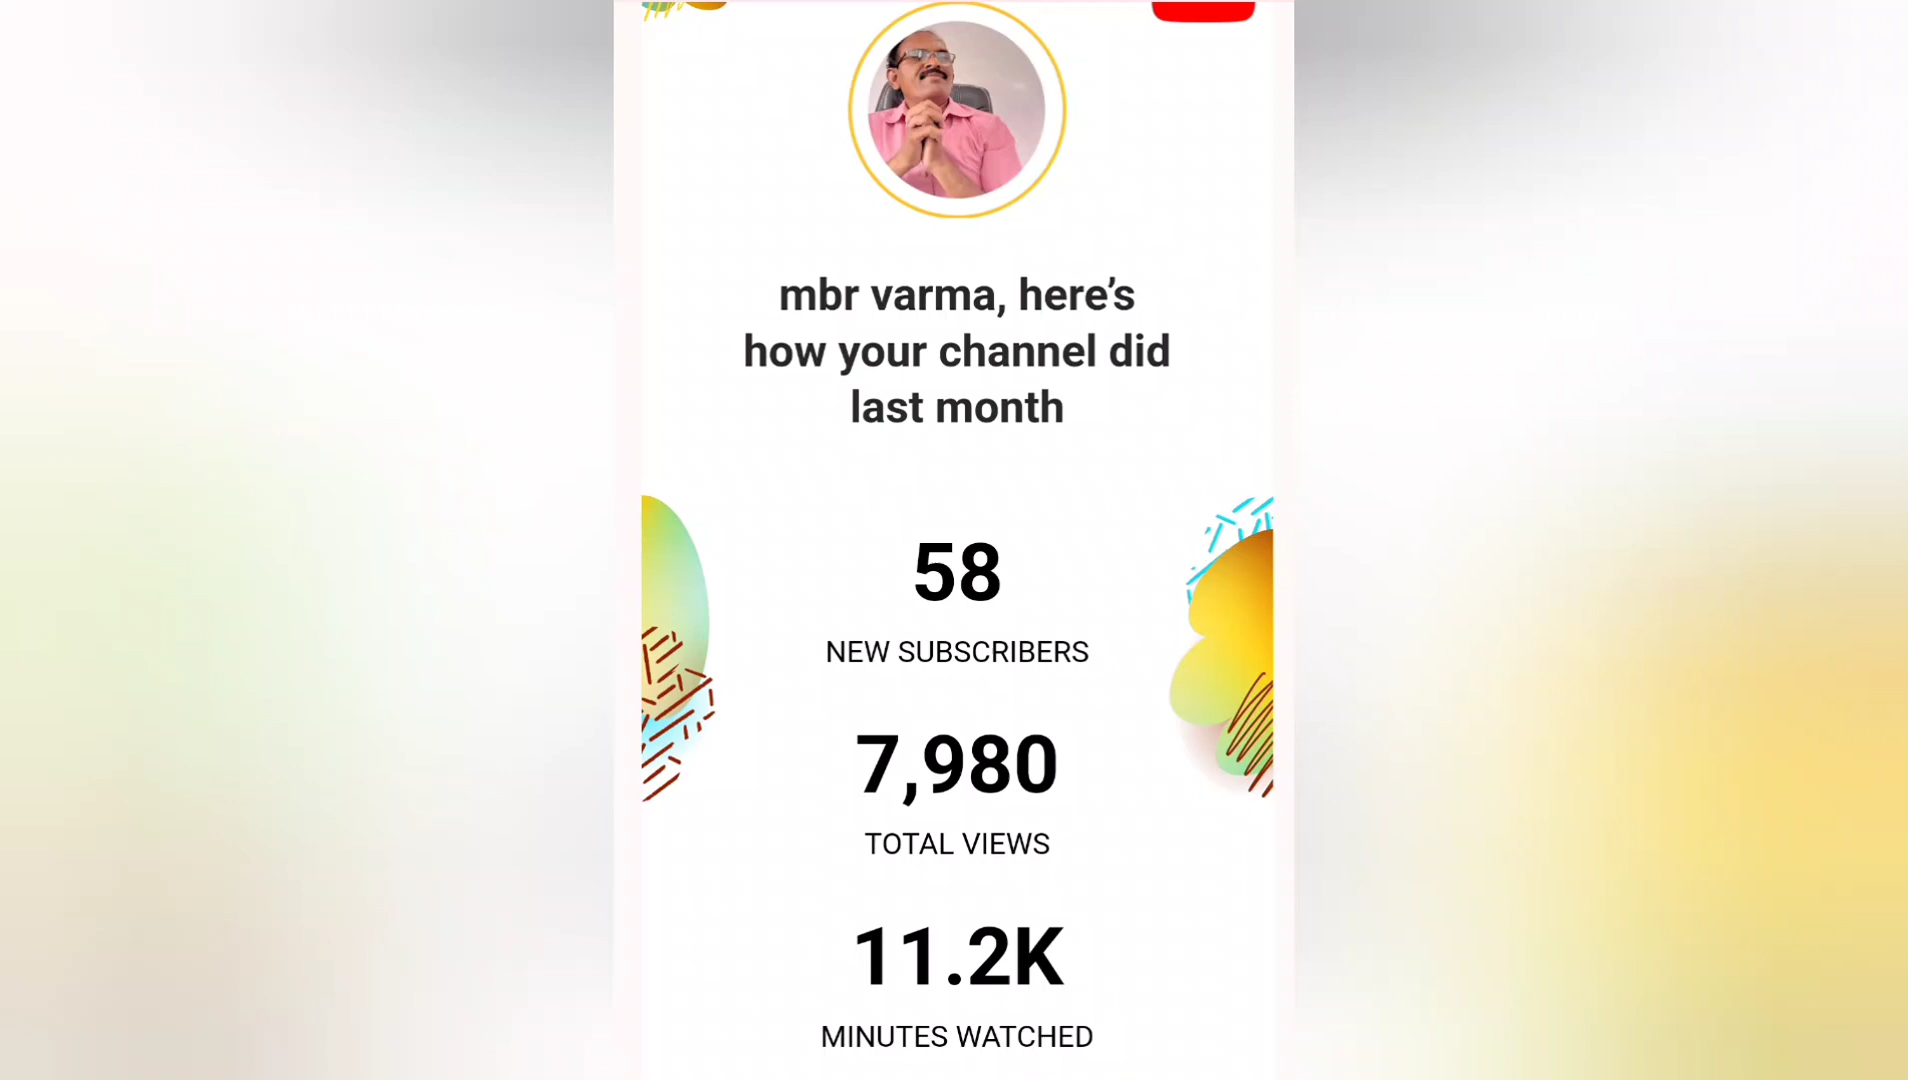 mbr varma, here’s
how your channel did
last month
58
NEW SUBSCRIBERS
7,980
TOTAL VIEWS
11.2K
MINUTES WATCHED